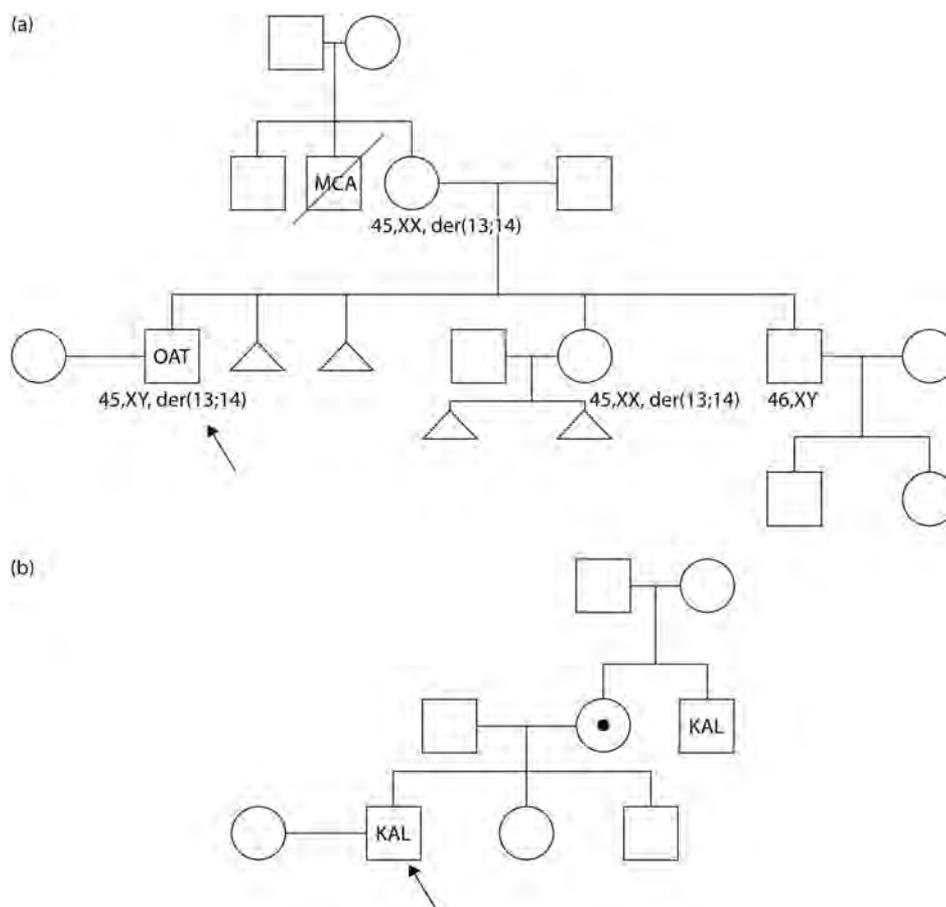 (a)
MCA
45,XX, der(13;14)
OAT
45,XY, der(13;14)
45,XX, der(13;14)
46,XY
(b)
KAL
KAL